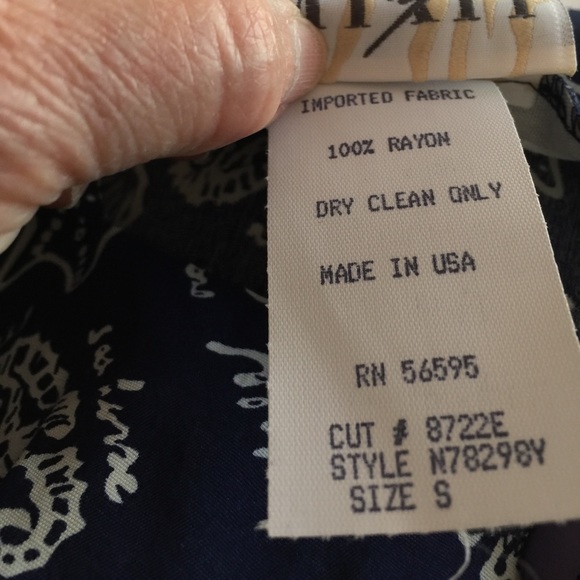 IMPORTED FABRIC
100% RAYON
DRY CLEAN ONLY
MADE IN USA
RN 56595
CUT # 8722E
STYLE N78298Y
SIZE S